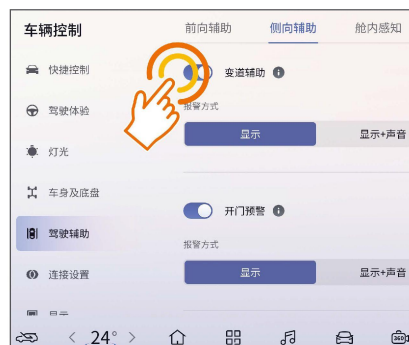 车辆控制
前向辅助 侧向辅助 舱内感知
快捷控制
变道辅助
驾驶体验
报警方式
显示 显示+声音
灯光
车身及底盘
开门预警
驾驶辅助
报警方式
连接设置
显示 显示+声音
显示
< 24° >
360